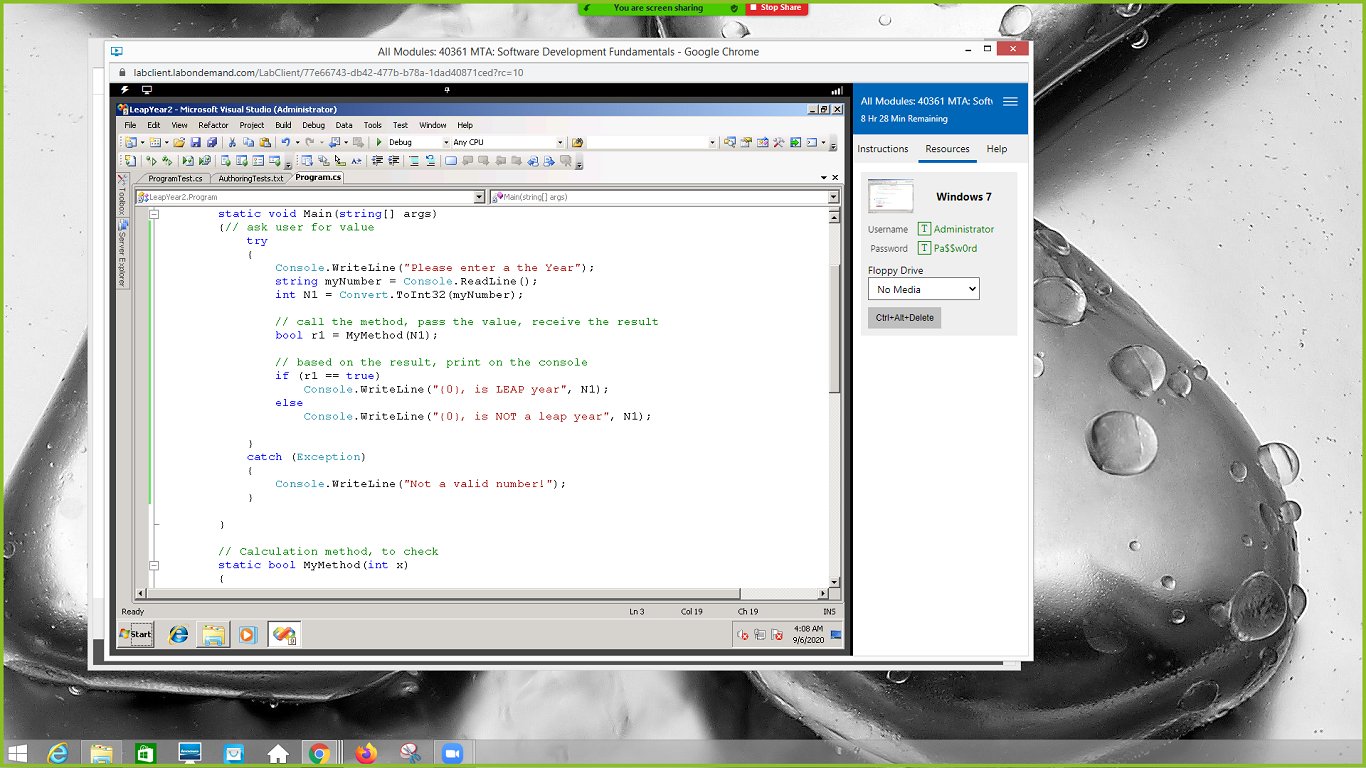 You are screen sharing
Stop Share
All Modules: 40361 MTA: Software Development Fundamentals - Google Chrome
labclient.labondemand.com/LabClient/77e66743-db42-477b-b78a-1dad40871ced?rc=10
LeapYear2 - Microsoft Visual Studio (Administrator)
File Edit View Refactor Project Build Debug Data Tools Test Window Help
Debug Any CPU
ProgramTest.cs AuthoringTests.txt Program.cs
Toolbox
Server Explorer
LeapYear2.Program Main(string[] args)
static void Main(string[] args)
{// ask user for value
try
{
Console.WriteLine("Please enter a the Year");
string myNumber = Console.ReadLine();
int N1 = Convert.ToInt32(myNumber);
// call the method, pass the value, receive the result
bool r1 = MyMethod(N1);
// based on the result, print on the console
if (r1 == true)
Console.WriteLine("{0}, is LEAP year", N1);
else
Console.WriteLine("{0}, is NOT a leap year", N1);
}
catch (Exception)
{
Console.WriteLine("Not a valid number!");
}
}
// Calculation method, to check
static bool MyMethod(int x)
{
Ready Ln 3 Col 19 Ch 19 INS
Start
4:08 AM
9/6/2020
All Modules: 40361 MTA: Softw
8 Hr 28 Min Remaining
Instructions Resources Help
Windows 7
Username T Administrator
Password T Pa$$w0rd
Floppy Drive
No Media
Ctrl+Alt+Delete